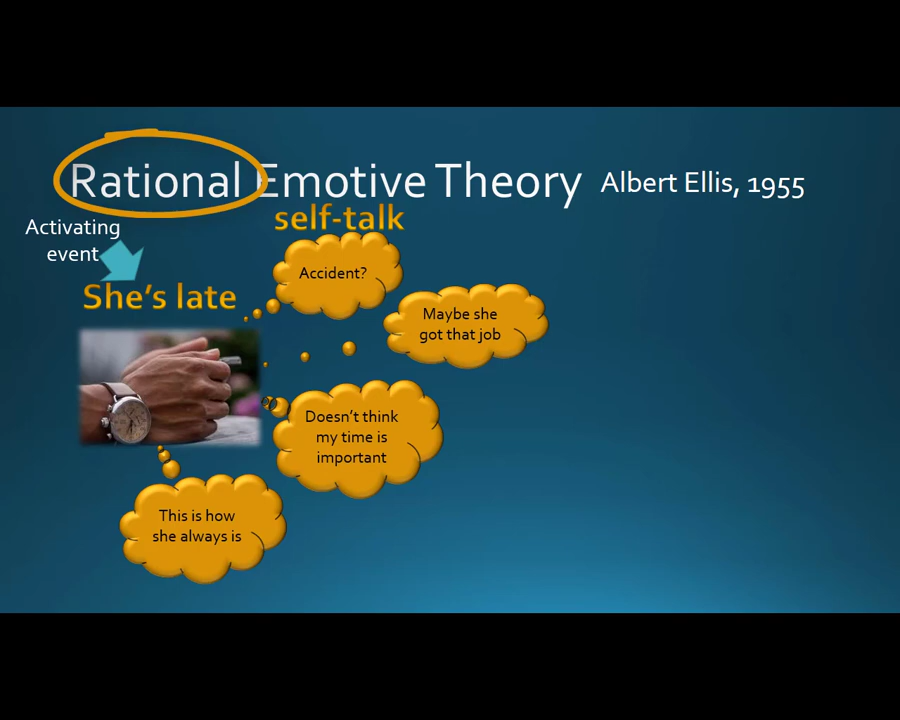 Rational Emotive Theory Albert Ellis, 1955
Activating
event
self-talk
She's late
Accident?
Maybe she
got that job
Doesn't think
my time is
important
This is how
she always is